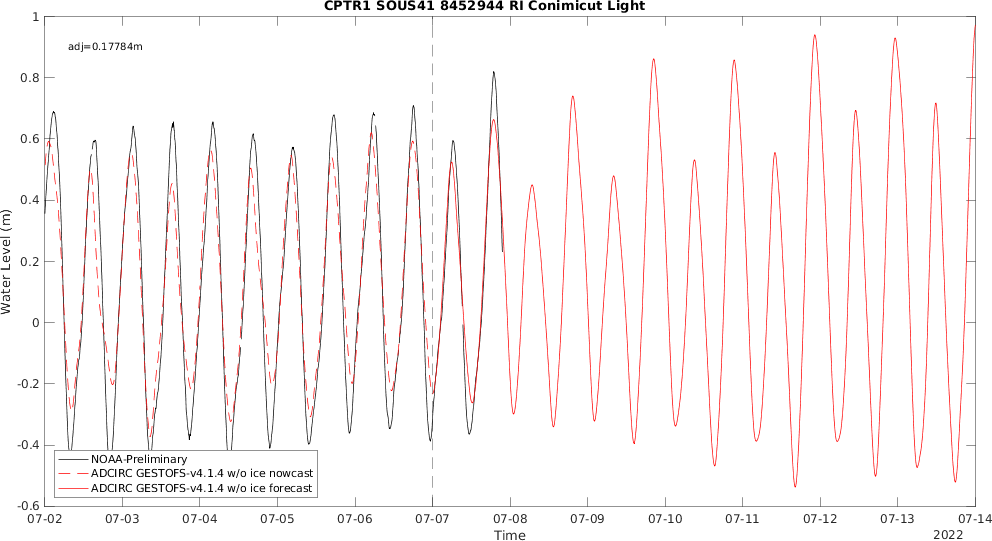 CPTR1 SOUS41 8452944 RI Conimicut Light
adj=0.17784m
Water Level (m)
1
0.8
0.6
0.4
0.2
0
-0.2
-0.4
-0.6
NOAA-Preliminary
ADCIRC GESTOFS-v4.1.4 w/o ice nowcast
ADCIRC GESTOFS-v4.1.4 w/o ice forecast
07-02 07-03 07-04 07-05 07-06 07-07 07-08 07-09 07-10 07-11 07-12 07-13 07-14
Time
2022